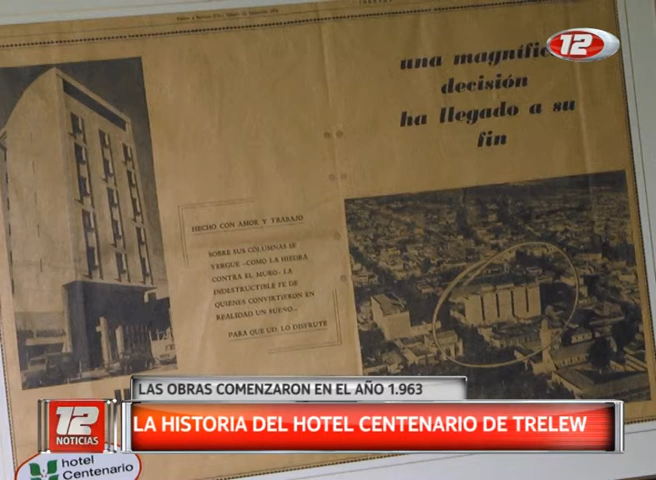 12
una magnífic
decisión
ha llegado a su
fin
HECHO CON AMOR Y TRABAJO
SOBRE SUS COLUMNAS SE
YERGUE -COMO LA HIEDRA
CONTRA EL MURO- LA
INDESTRUCTIBLE FE DE
QUIENES CONVIRTIERON EN
REALIDAD UN SUEÑO...
PARA QUE UD. LO DISFRUTE
LAS OBRAS COMENZARON EN EL AÑO 1.963
12
NOTICIAS
LA HISTORIA DEL HOTEL CENTENARIO DE TRELEW
hotel
Centenario